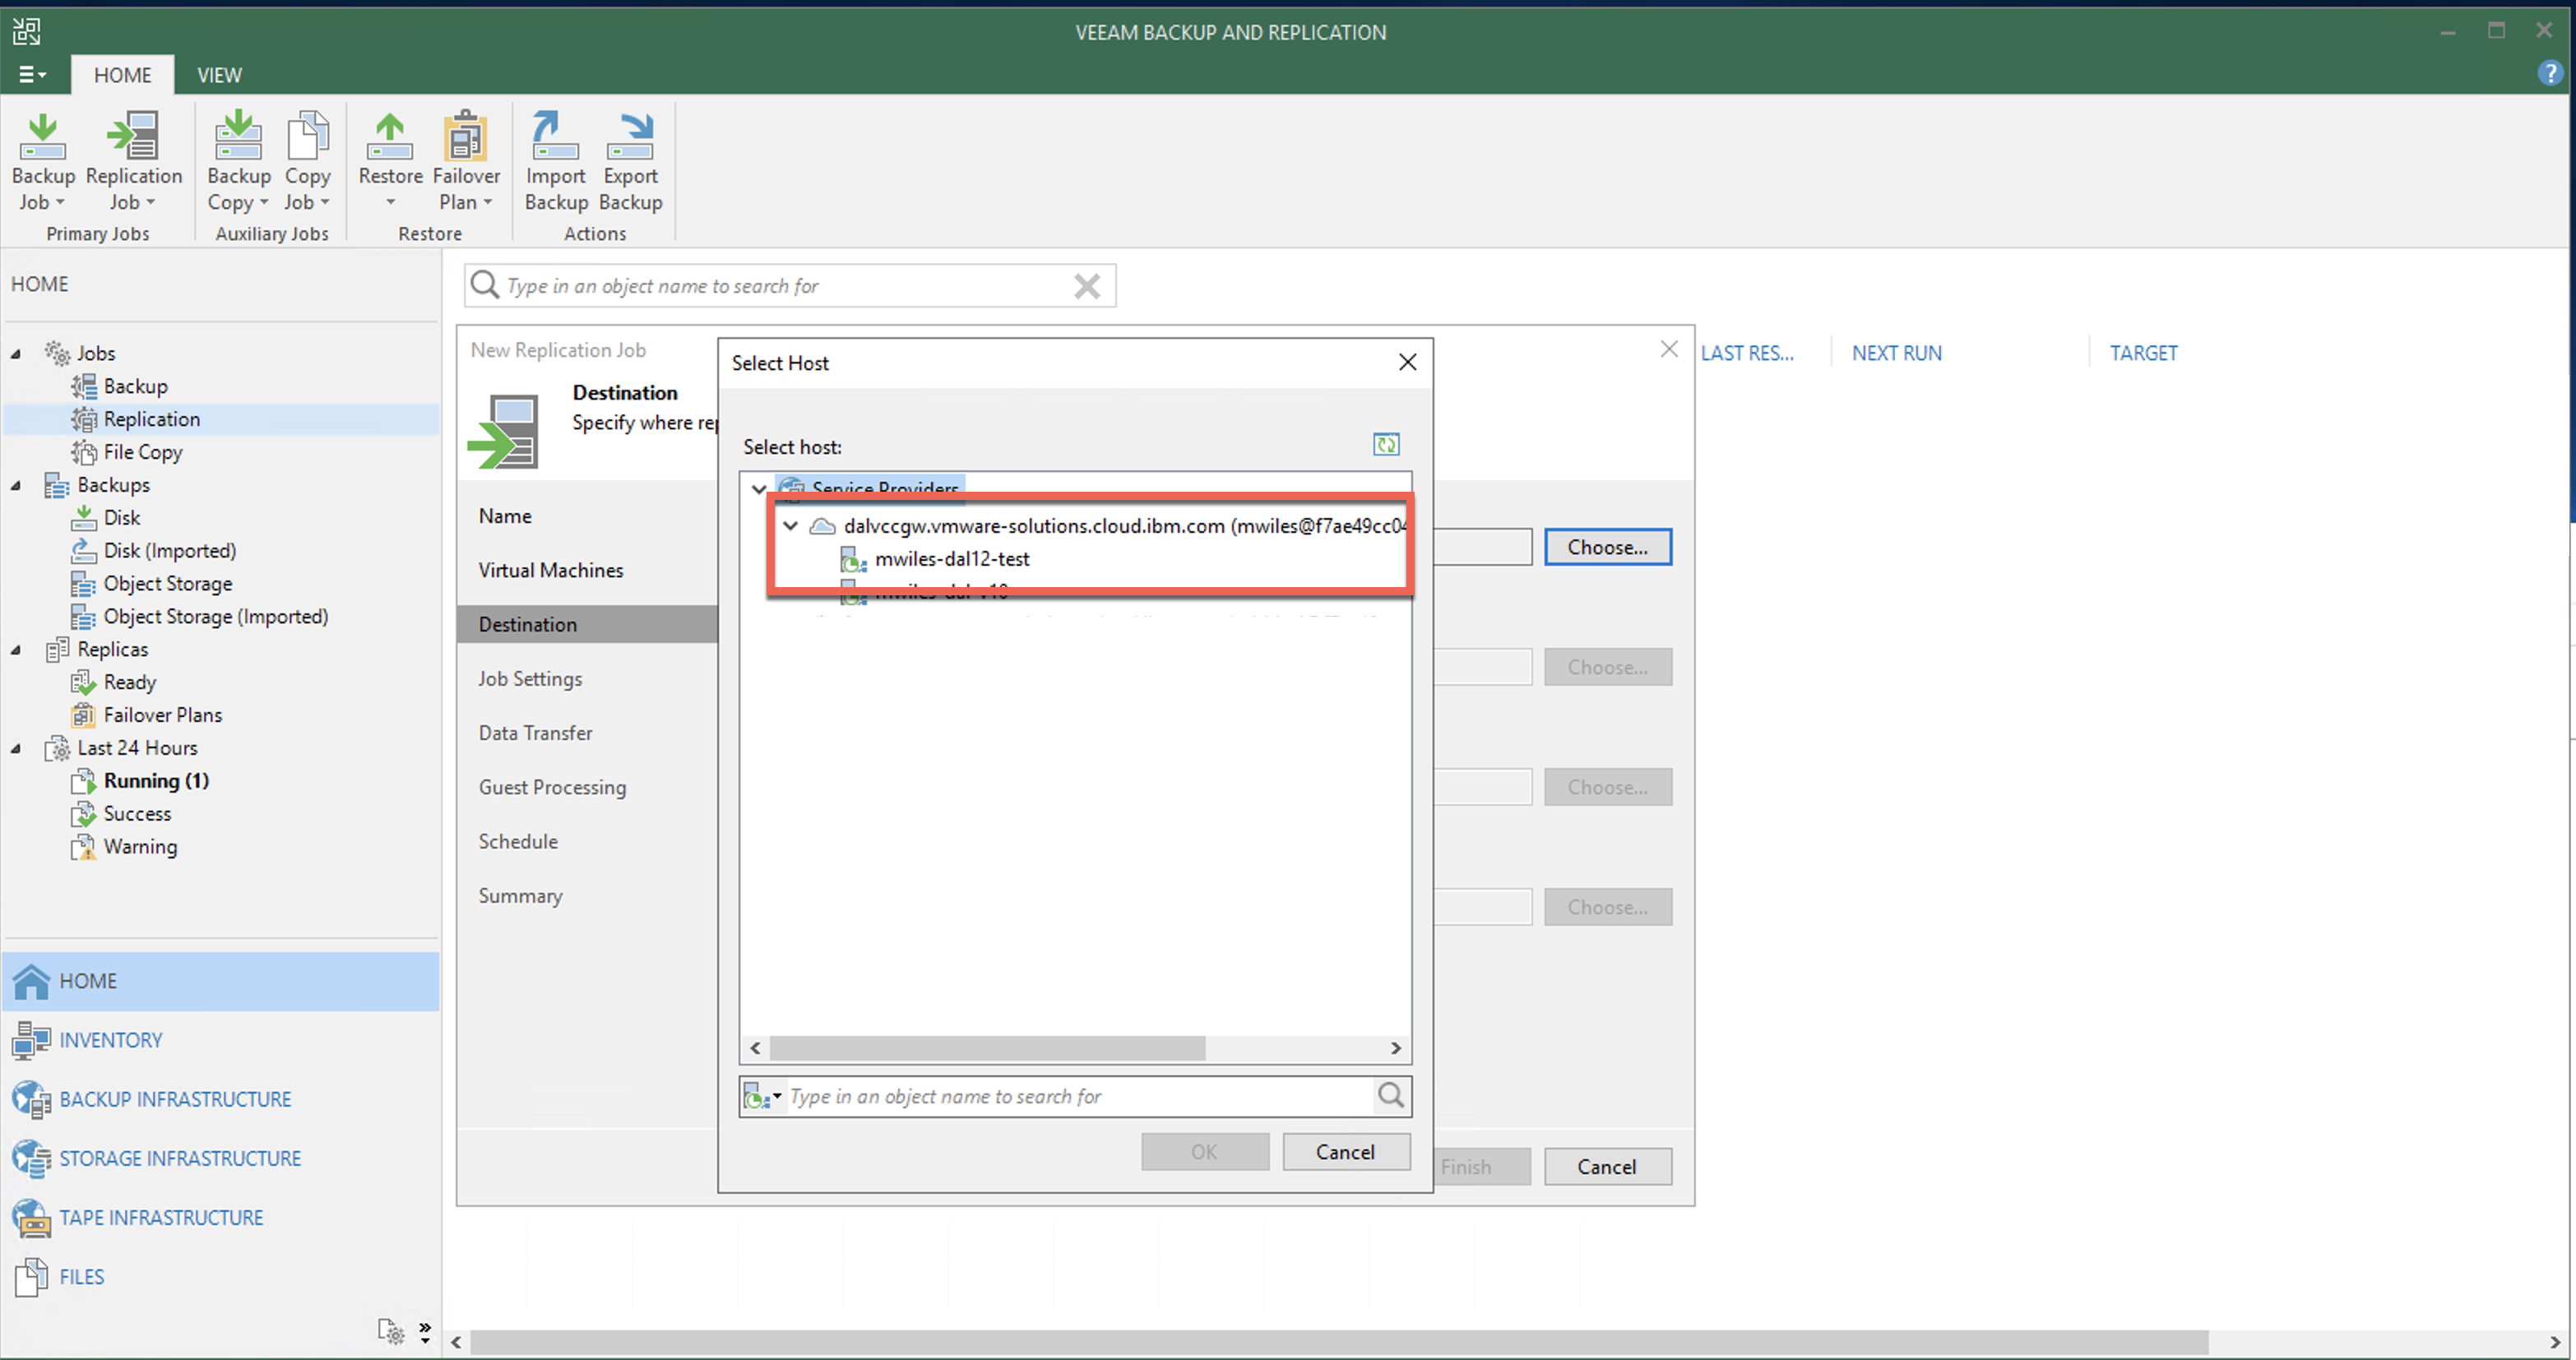 VEEAM BACKUP AND REPLICATION
HOME
VIEW
?
Backup Job
Replication Job
Backup Copy
Copy Job
Restore
Failover Plan
Import Backup
Export Backup
Primary Jobs
Auxiliary Jobs
Restore
Actions
HOME
Jobs
Backup
Replication
File Copy
Backups
Disk
Disk (Imported)
Object Storage
Object Storage (Imported)
Replicas
Ready
Failover Plans
Last 24 Hours
Running (1)
Success
Warning
HOME
INVENTORY
BACKUP INFRASTRUCTURE
STORAGE INFRASTRUCTURE
TAPE INFRASTRUCTURE
FILES
Type in an object name to search for
LAST RES...
NEXT RUN
TARGET
New Replication Job
Destination
Specify where rep
Name
Virtual Machines
Destination
Job Settings
Data Transfer
Guest Processing
Schedule
Summary
Choose...
Choose...
Choose...
Choose...
Finish
Cancel
Select Host
Select host:
Service Providers
dalvccgw.vmware-solutions.cloud.ibm.com (mwiles@f7ae49cc04
mwiles-dal12-test
Type in an object name to search for
OK
Cancel